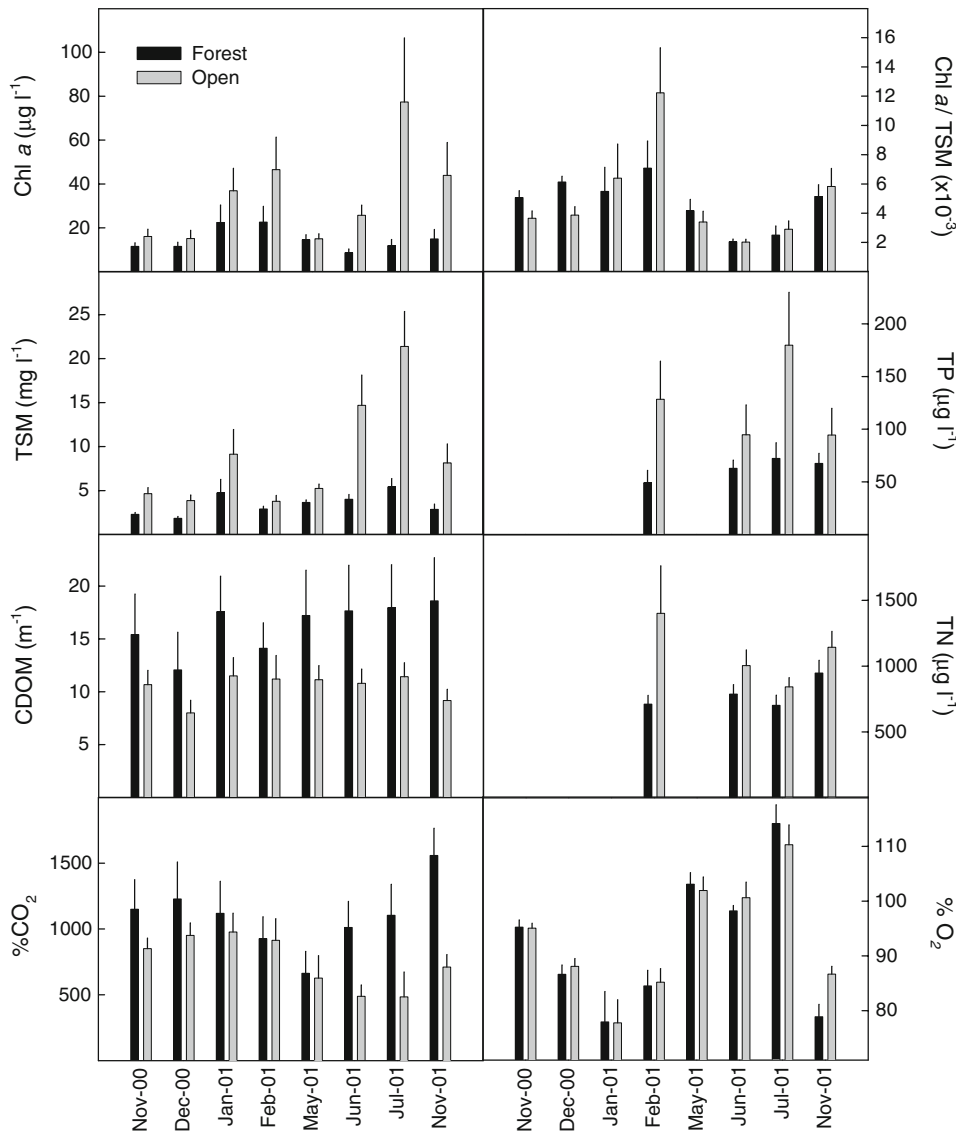 Forest
Open
Chl a (µg l⁻¹)
100
80
60
40
20
16
14
12
10
8
6
4
2
Chl a / TSM (x10⁻³)
TSM (mg l⁻¹)
25
20
15
10
5
200
150
100
50
TP (µg l⁻¹)
CDOM (m⁻¹)
20
15
10
5
1500
1000
500
TN (µg l⁻¹)
%CO₂
1500
1000
500
110
100
90
80
% O₂
Nov-00
Dec-00
Jan-01
Feb-01
May-01
Jun-01
Jul-01
Nov-01
Nov-00
Dec-00
Jan-01
Feb-01
May-01
Jun-01
Jul-01
Nov-01